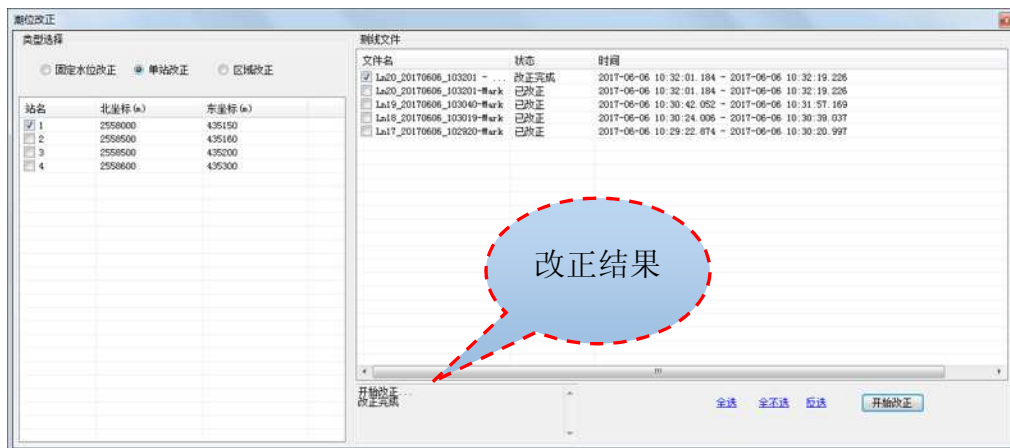 潮位改正
类型选择
固定水位改正 单站改正 区域改正
站名 北坐标(m) 东坐标(m)
1 2558000 435150
2 2558500 435160
3 2558500 435200
4 2558600 435300
测线文件
文件名 状态 时间
Ln20_20170606_103201 - ... 改正完成 2017-06-06 10:32:01.184 - 2017-06-06 10:32:19.226
Ln20_20170606_103201-Mark 已改正 2017-06-06 10:32:01.184 - 2017-06-06 10:32:19.226
Ln19_20170606_103040-Mark 已改正 2017-06-06 10:30:42.052 - 2017-06-06 10:31:57.169
Ln18_20170606_103019-Mark 已改正 2017-06-06 10:30:24.006 - 2017-06-06 10:30:39.037
Ln17_20170606_102920-Mark 已改正 2017-06-06 10:29:22.874 - 2017-06-06 10:30:20.997
改正结果
开始改正...
改正完成
全选 全不选 反选 开始改正